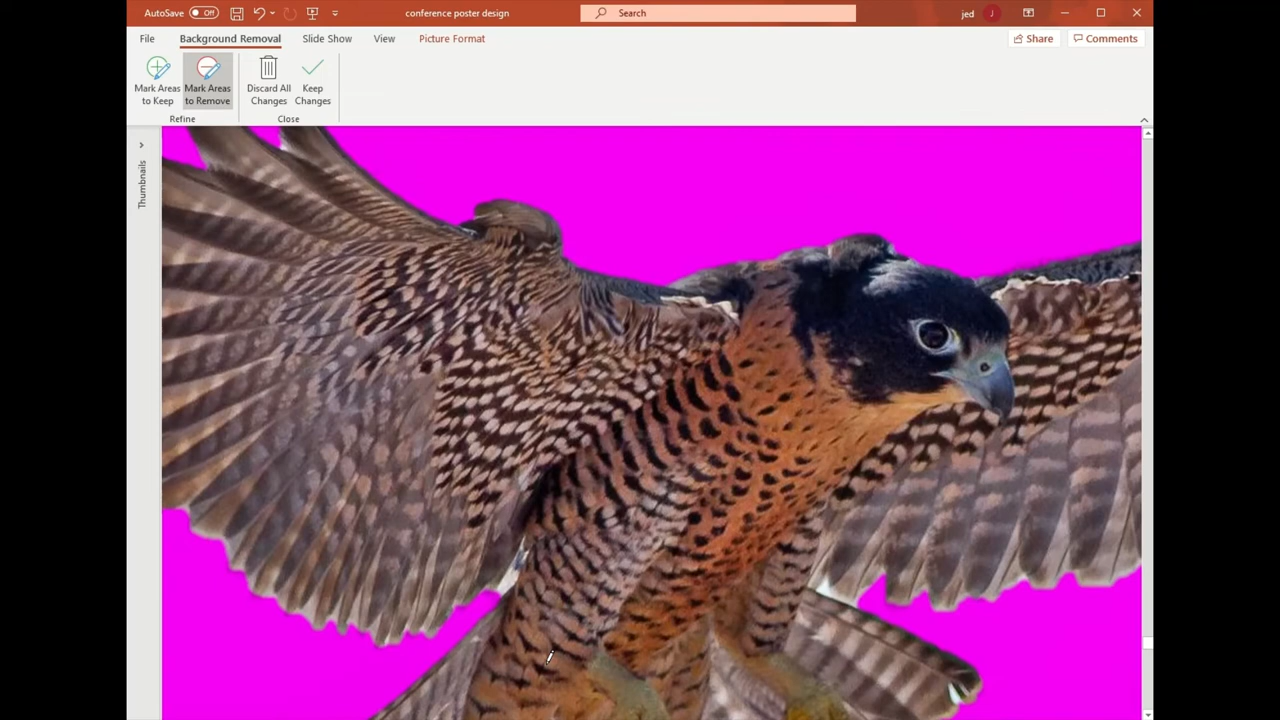 AutoSave Off
conference poster design
Search
jed J
File Background Removal Slide Show View Picture Format
Share Comments
Mark Areas
to Keep
Mark Areas
to Remove
Discard All
Changes
Keep
Changes
Refine Close
Thumbnails